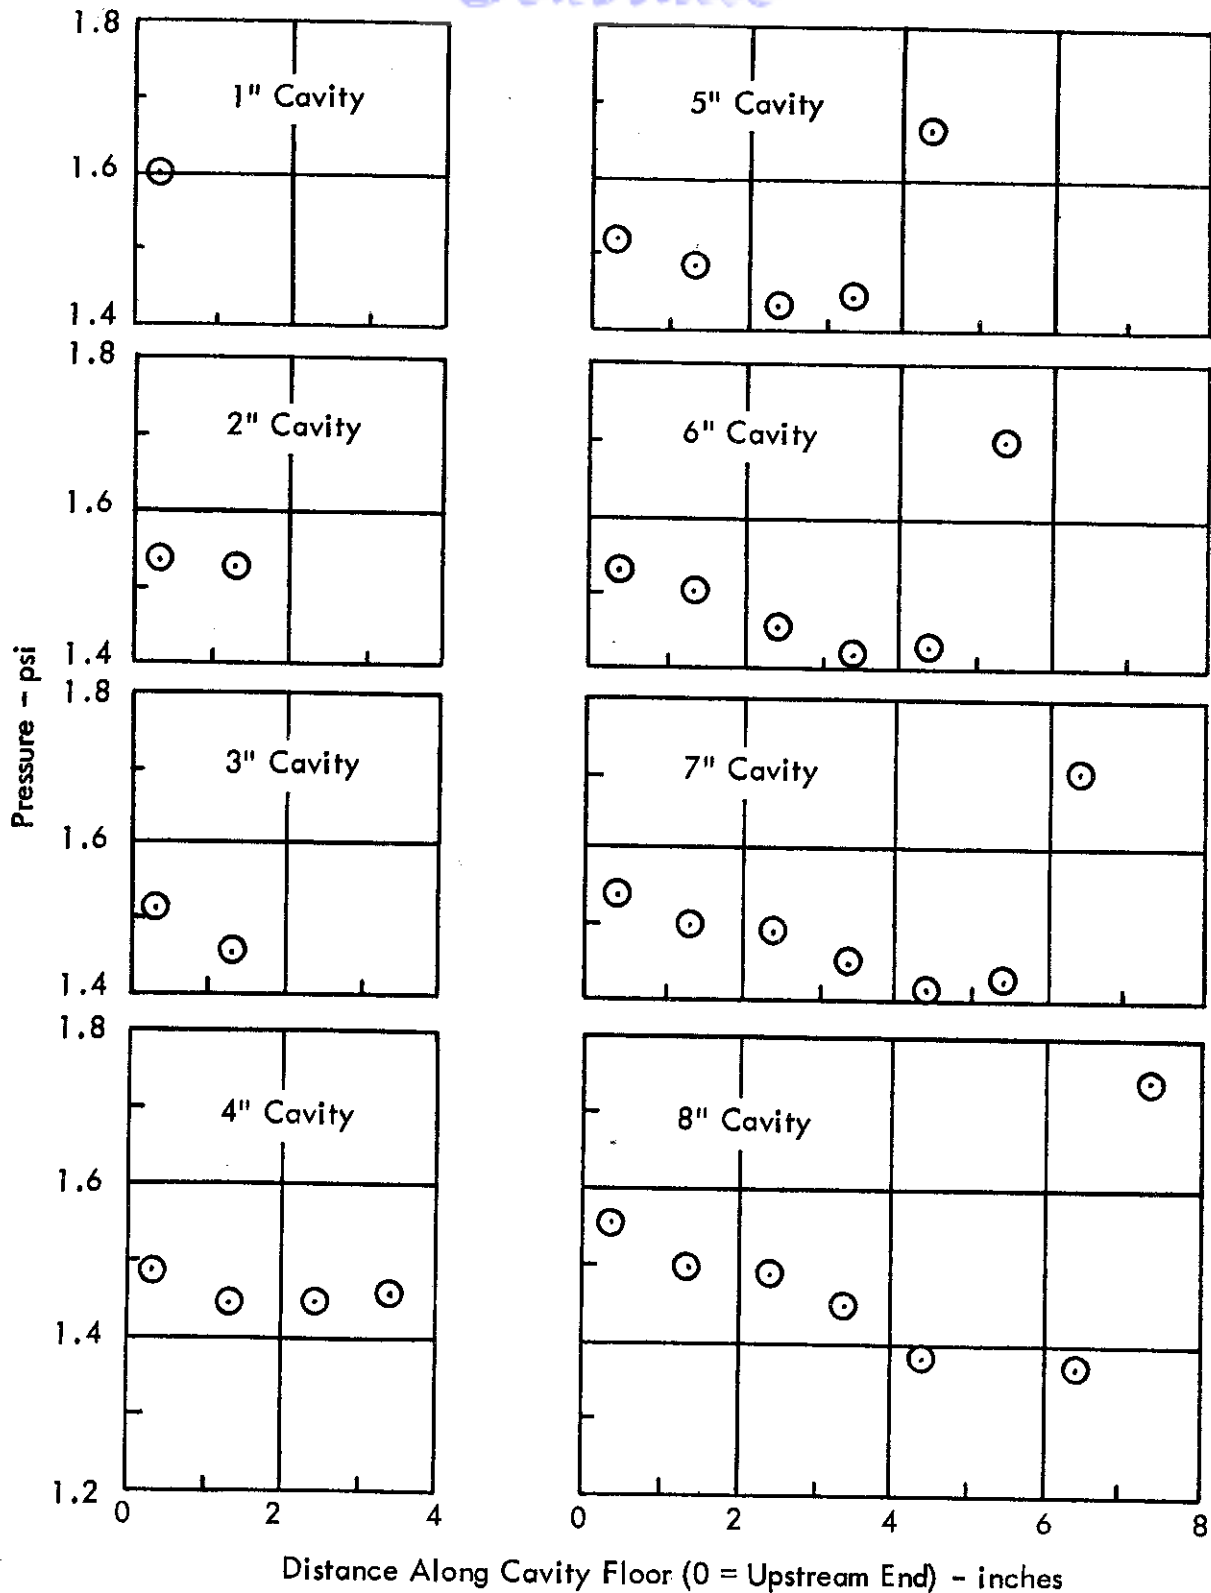 1.8
1" Cavity
1.6
1.4
5" Cavity
1.8
2" Cavity
1.6
1.4
6" Cavity
1.8
3" Cavity
1.6
1.4
7" Cavity
1.8
4" Cavity
1.6
1.4
1.2
0 2 4
8" Cavity
0 2 4 6 8
Pressure - psi
Distance Along Cavity Floor (0 = Upstream End) - inches